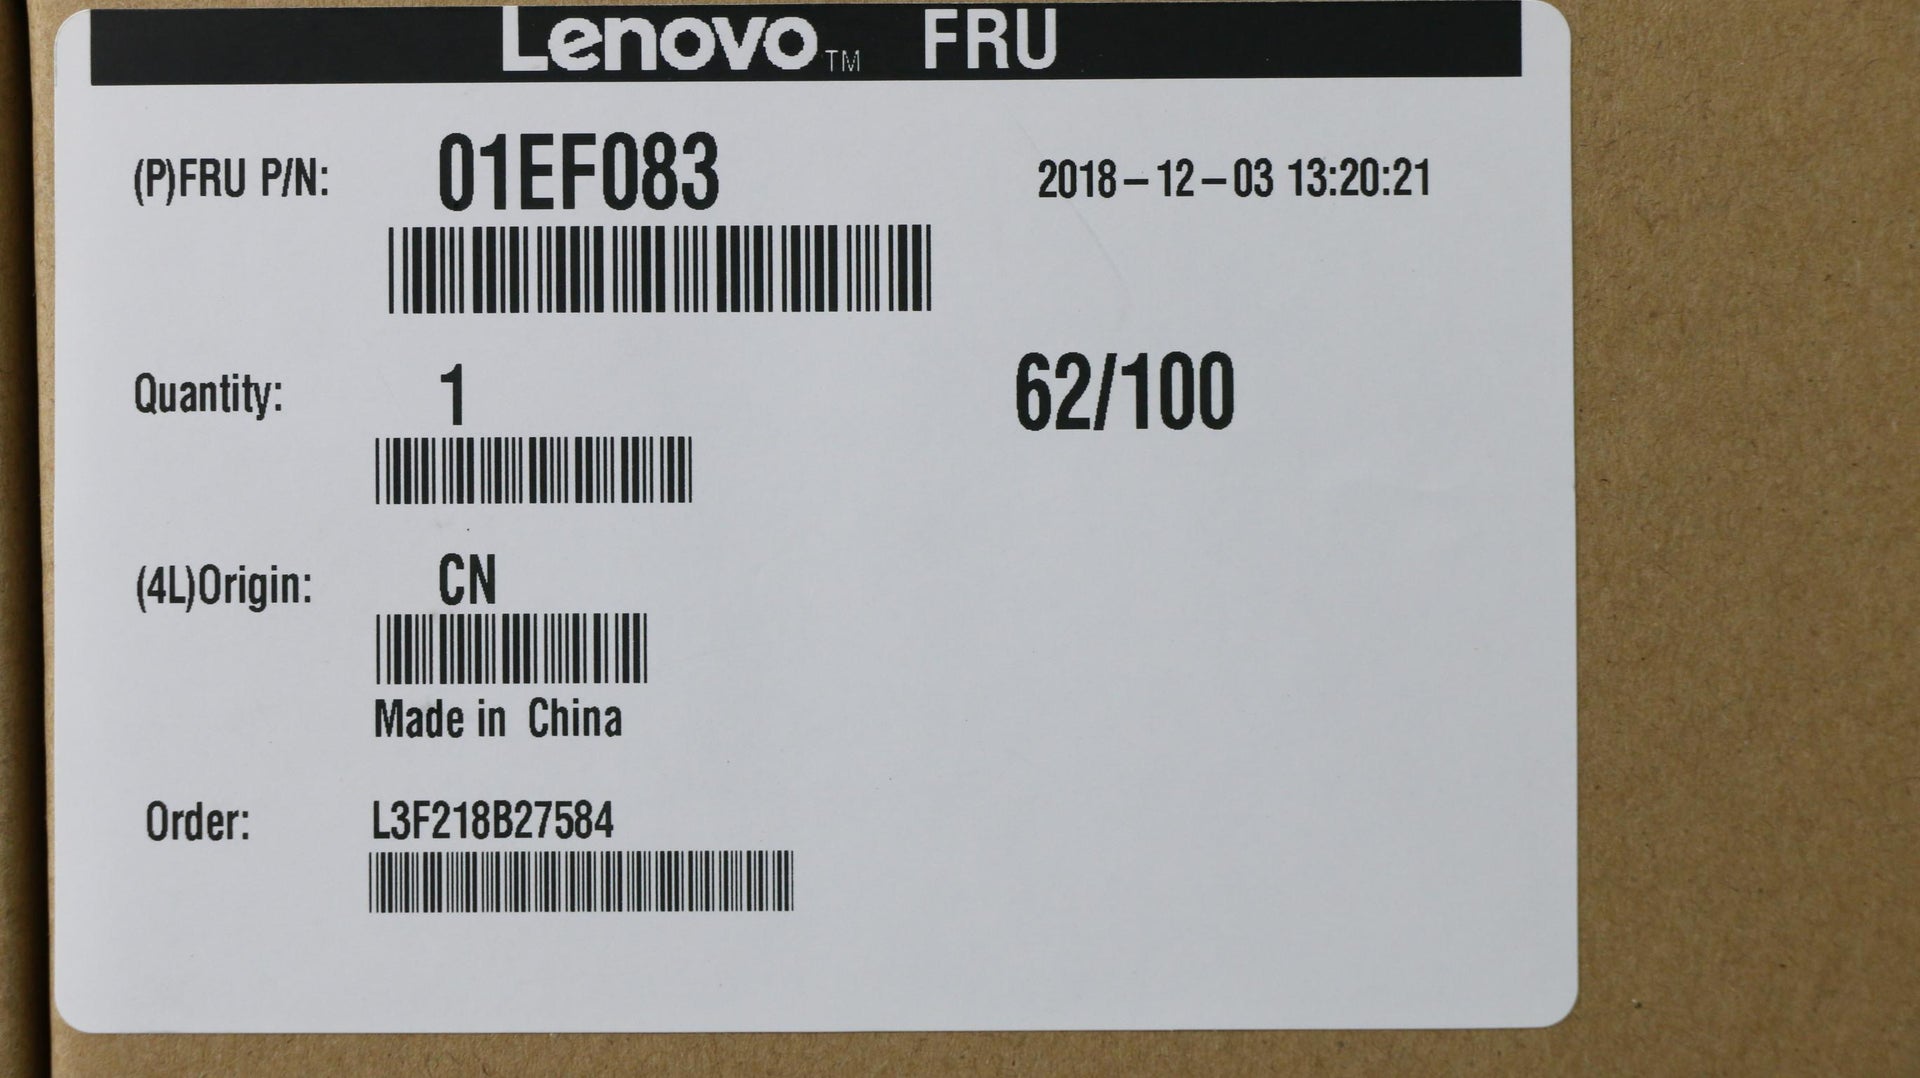 Lenovo™ FRU
(P)FRU P/N: 01EF083 2018-12-03 13:20:21
Quantity: 1 62/100
(4L)Origin: CN
Made in China
Order: L3F218B27584